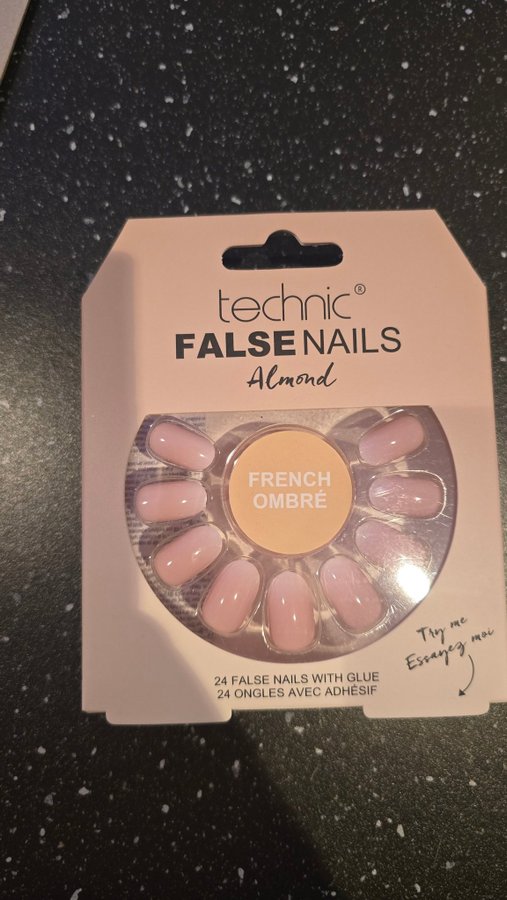 technic®
FALSE NAILS
Almond
FRENCH
OMBRÉ
Try me
Essayez moi
24 FALSE NAILS WITH GLUE
24 ONGLES AVEC ADHÉSIF